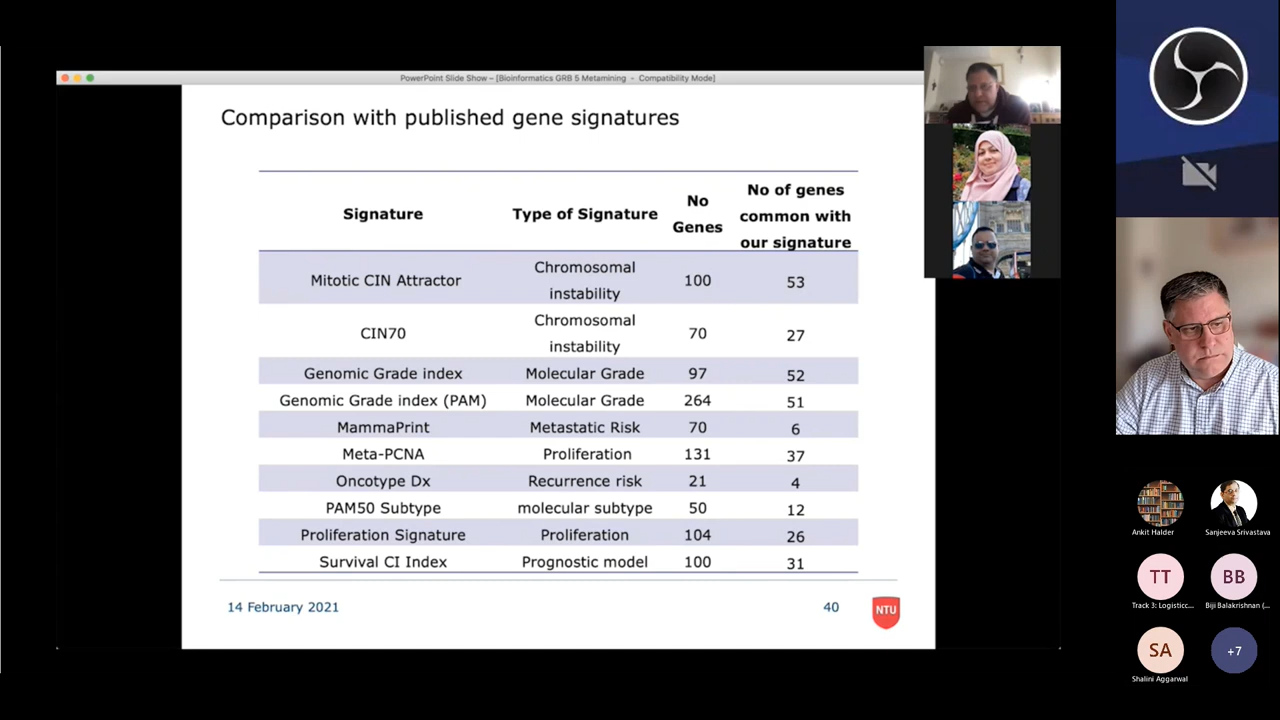 PowerPoint Slide Show – [Bioinformatics GRB 5 Metamining - Compatibility Mode]
Comparison with published gene signatures
Signature Type of Signature No Genes No of genes common with our signature
Mitotic CIN Attractor Chromosomal instability 100 53
CIN70 Chromosomal instability 70 27
Genomic Grade index Molecular Grade 97 52
Genomic Grade index (PAM) Molecular Grade 264 51
MammaPrint Metastatic Risk 70 6
Meta-PCNA Proliferation 131 37
Oncotype Dx Recurrence risk 21 4
PAM50 Subtype molecular subtype 50 12
Proliferation Signature Proliferation 104 26
Survival CI Index Prognostic model 100 31
14 February 2021 40 NTU
Ankit Halder Sanjeeva Srivastava
TT BB
Track 3: Logisticc... Biji Balakrishnan (...
SA +7
Shalini Aggarwal